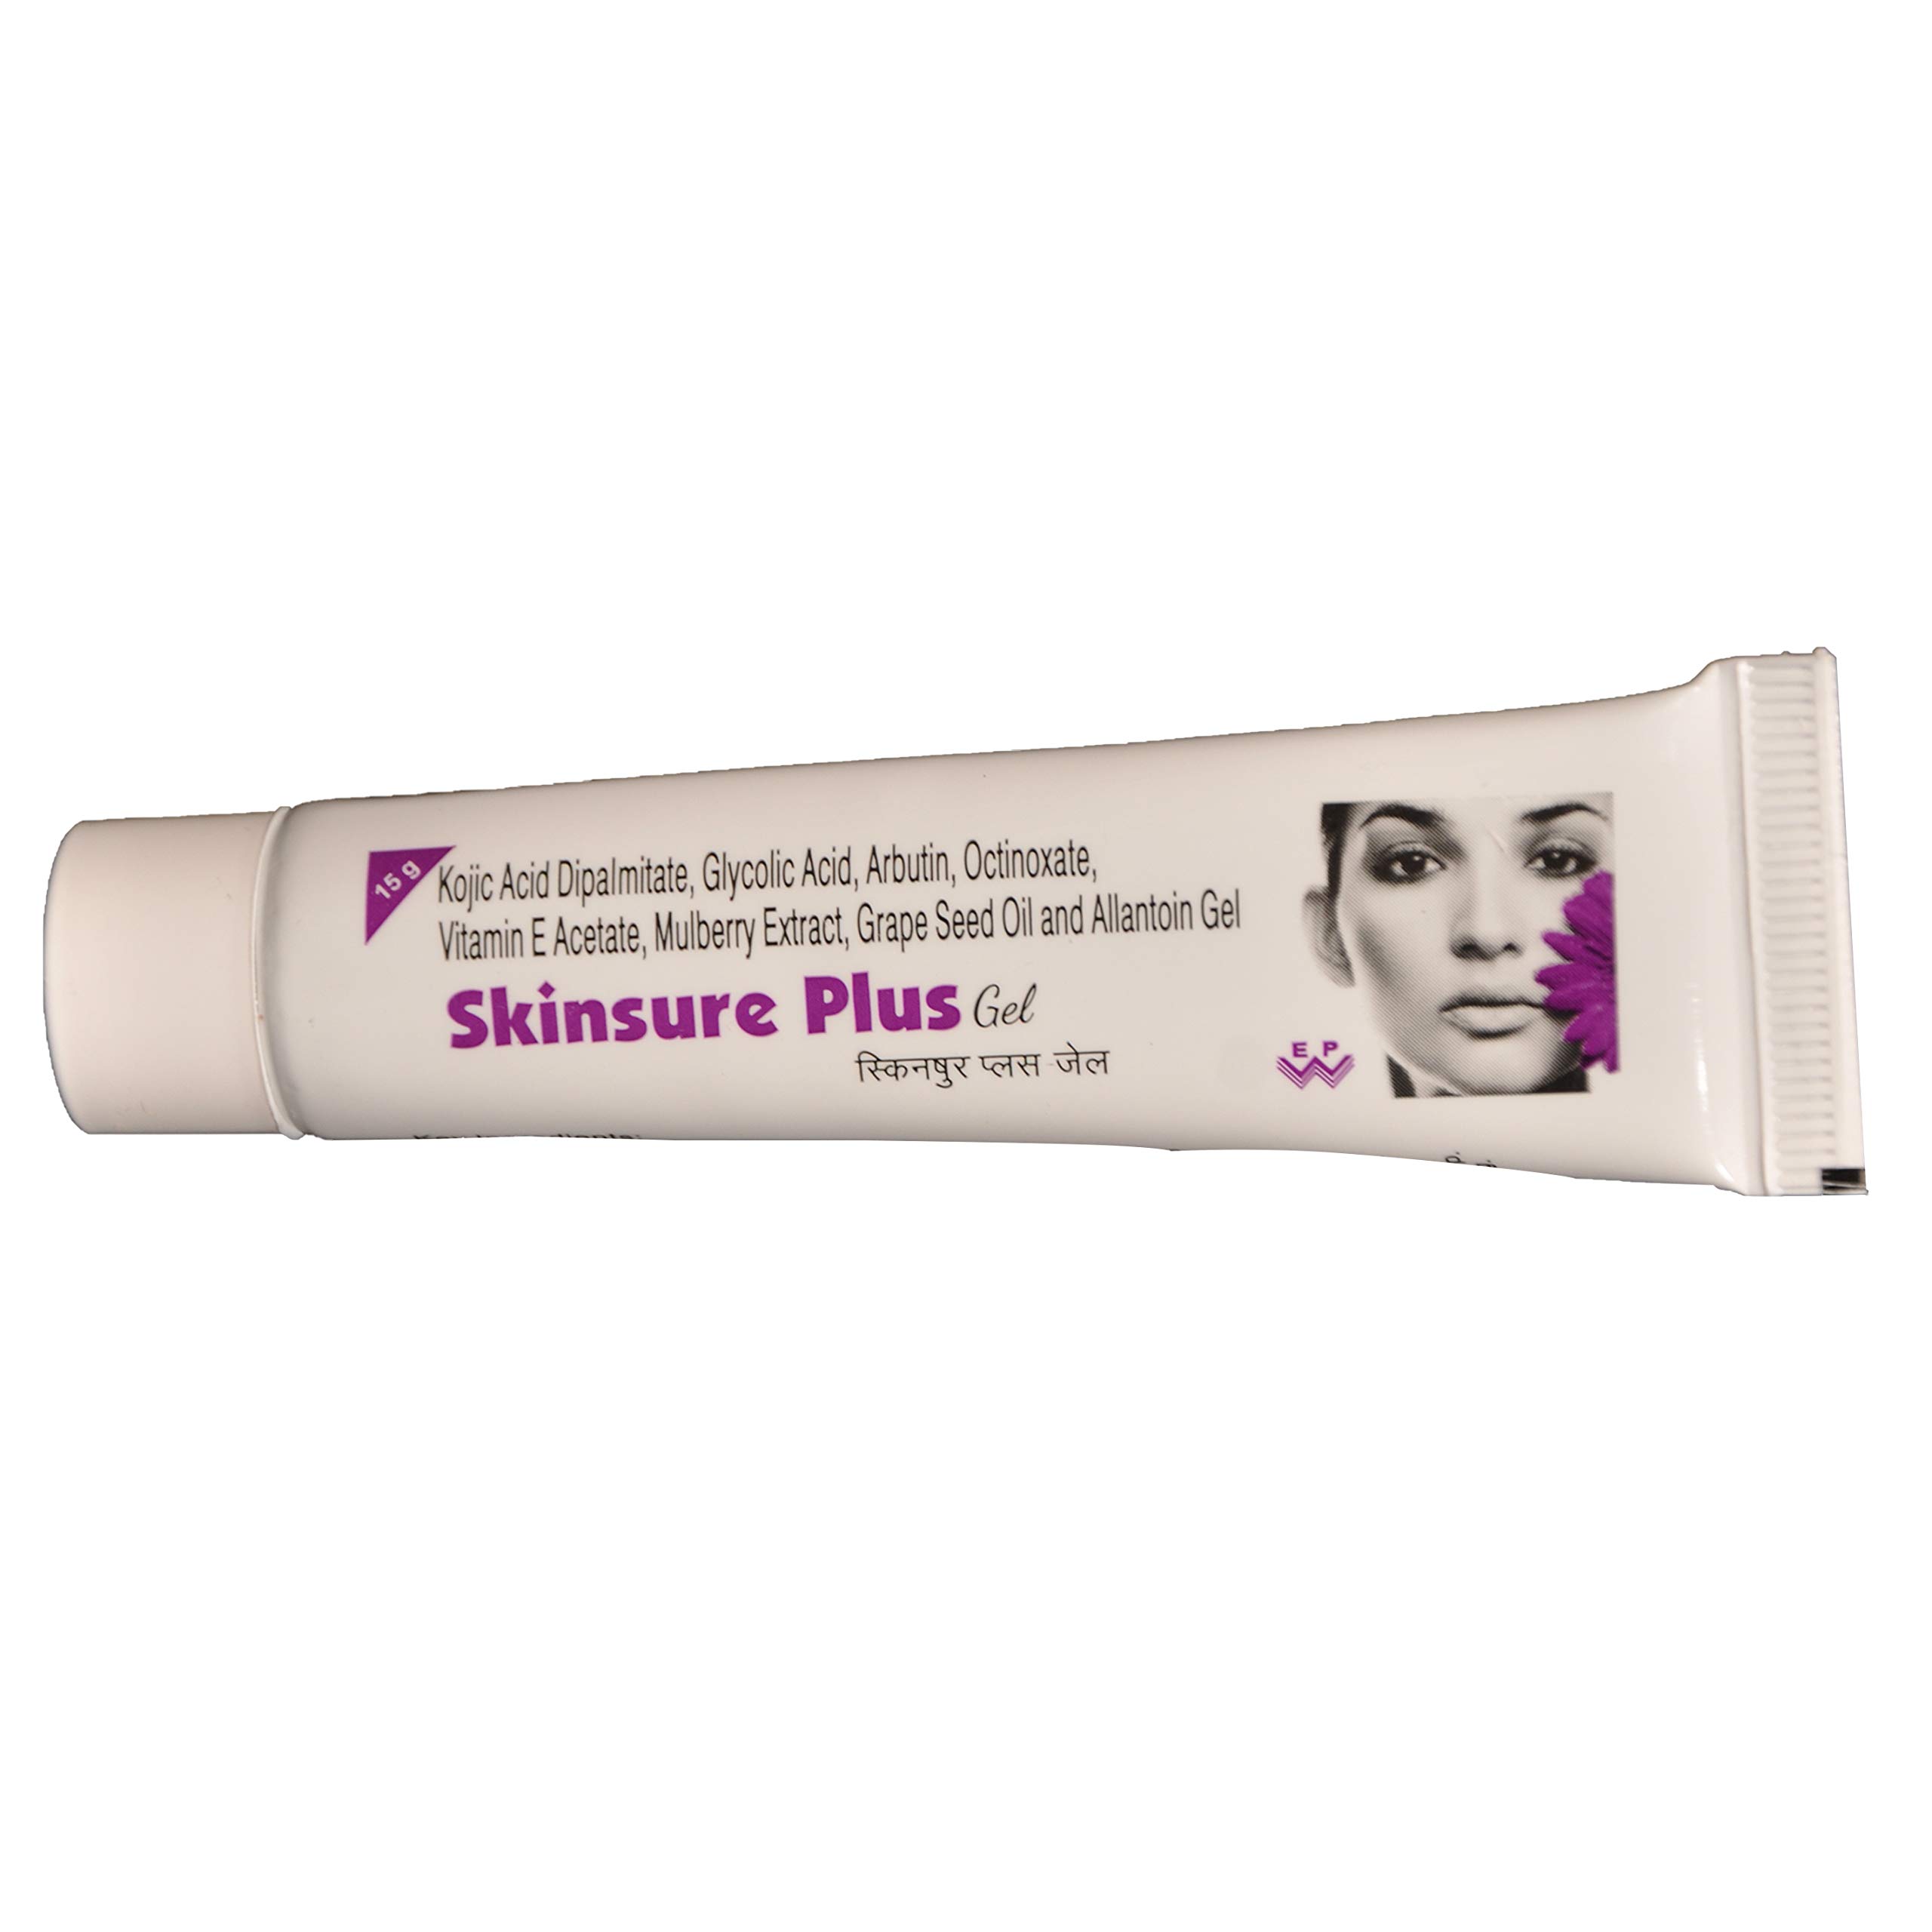 15 g
Kojic Acid Dipalmitate, Glycolic Acid, Arbutin, Octinoxate,
Vitamin E Acetate, Mulberry Extract, Grape Seed Oil and Allantoin Gel
Skinsure Plus Gel
स्किनषुर प्लस जेल
E P